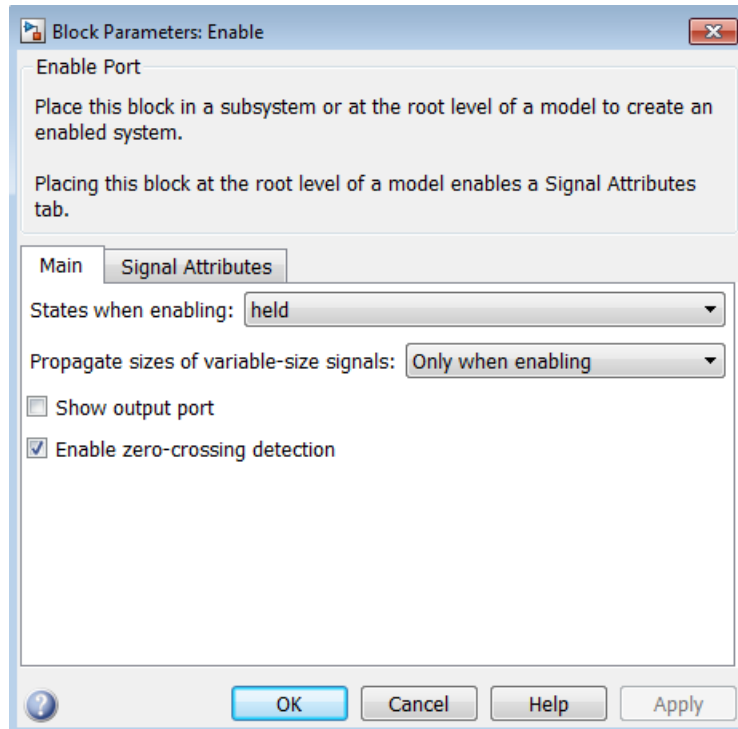 Block Parameters: Enable
Enable Port
Place this block in a subsystem or at the root level of a model to create an
enabled system.
Placing this block at the root level of a model enables a Signal Attributes
tab.
Main Signal Attributes
States when enabling: held
Propagate sizes of variable-size signals: Only when enabling
Show output port
Enable zero-crossing detection
OK Cancel Help Apply